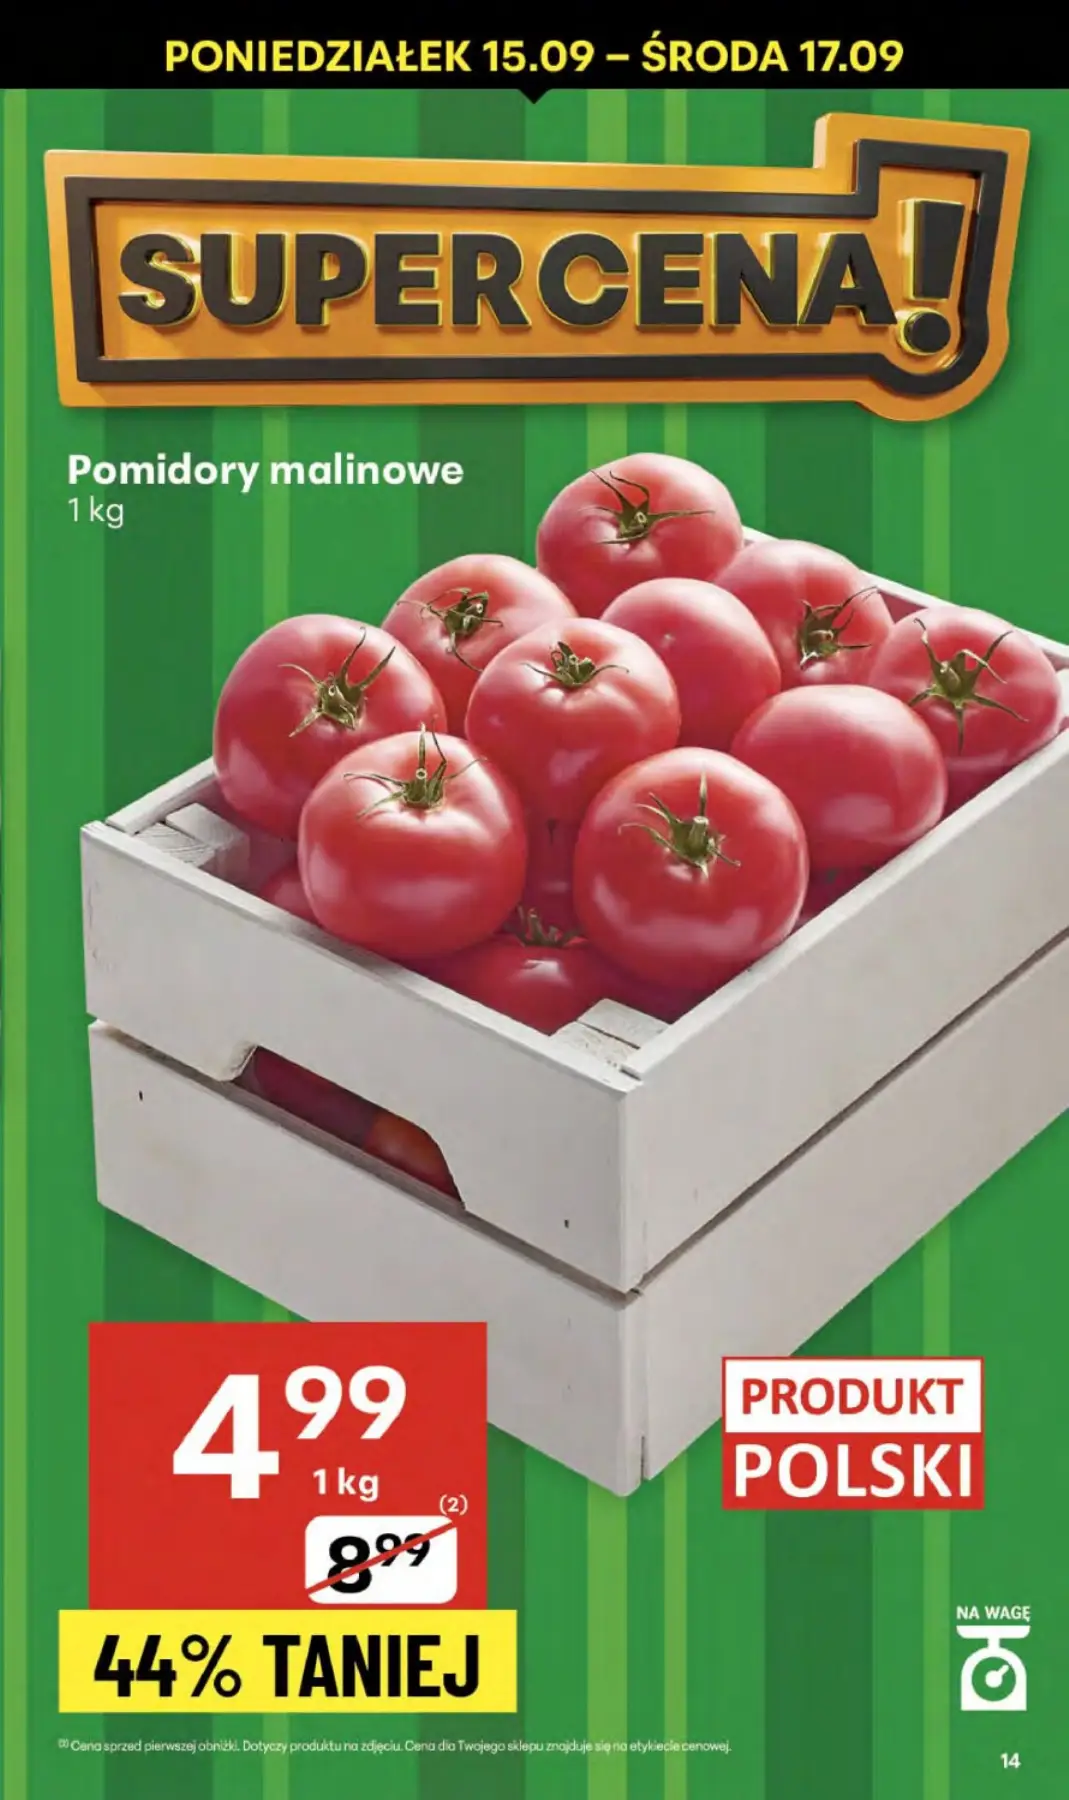 PONIEDZIAŁEK 15.09 – ŚRODA 17.09
SUPERCENA!
Pomidory malinowe
1 kg
4 99
1 kg
(2)
8 99
44% TANIEJ
PRODUKT
POLSKI
NA WAGĘ
(2) Cena sprzed pierwszej obniżki. Dotyczy produktu na zdjęciu. Cena dla Twojego sklepu znajduje się na etykiecie cenowej.
14